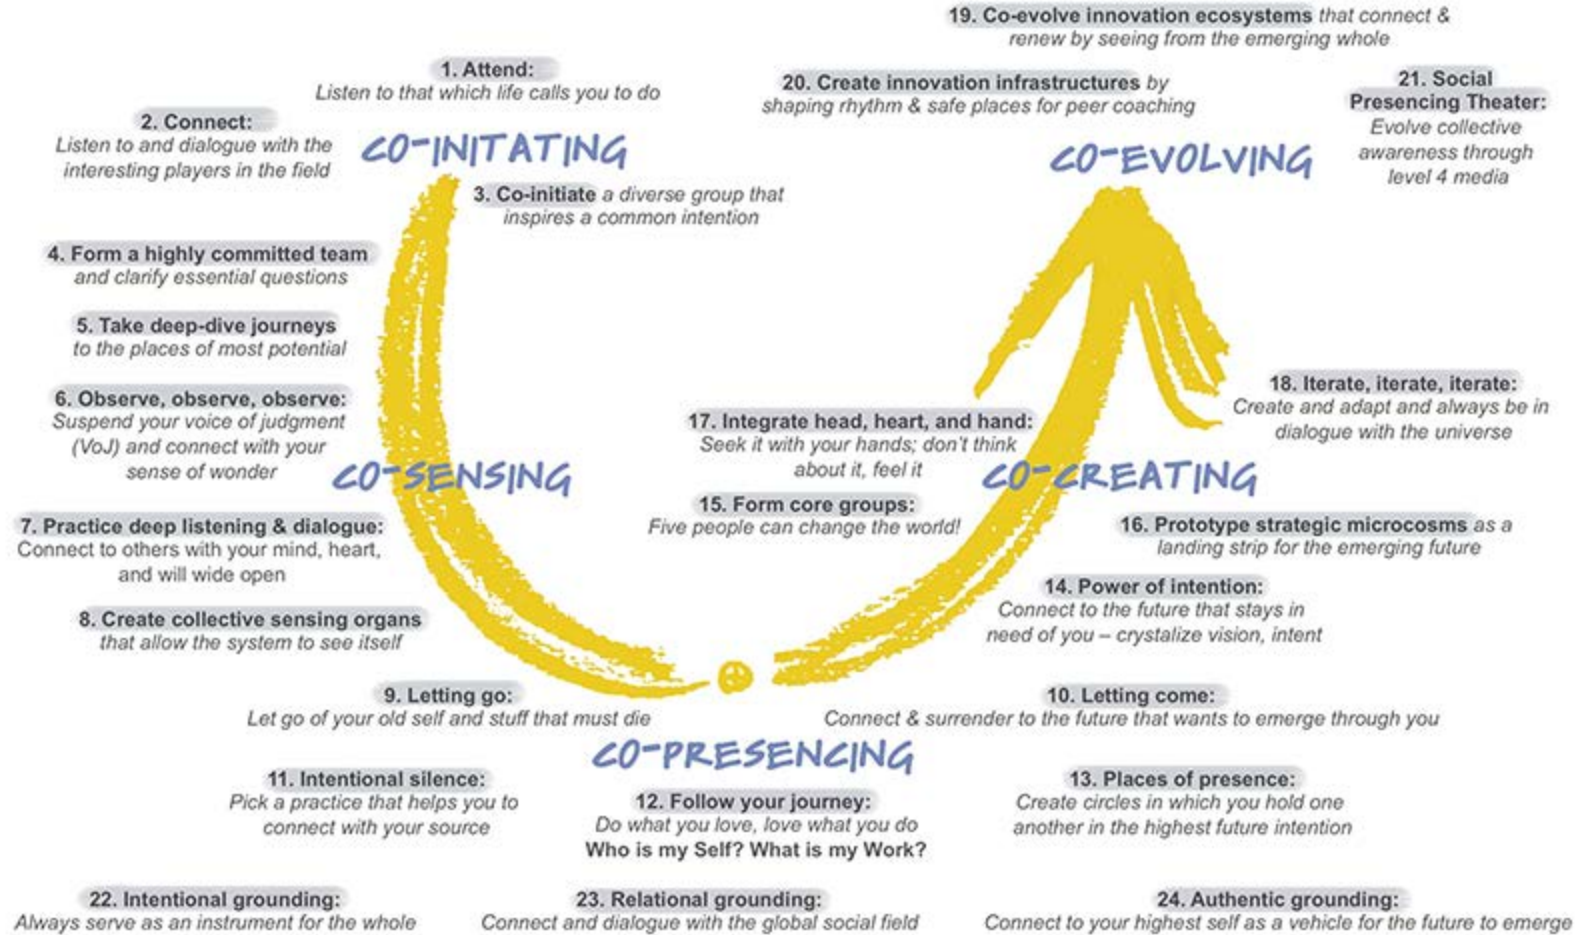 19. Co-evolve innovation ecosystems that connect &
renew by seeing from the emerging whole
1. Attend:
Listen to that which life calls you to do
20. Create innovation infrastructures by
shaping rhythm & safe places for peer coaching
21. Social
Presencing Theater:
Evolve collective
awareness through
level 4 media
2. Connect:
Listen to and dialogue with the
interesting players in the field
CO-INITATING
CO-EVOLVING
3. Co-initiate a diverse group that
inspires a common intention
4. Form a highly committed team
and clarify essential questions
5. Take deep-dive journeys
to the places of most potential
6. Observe, observe, observe:
Suspend your voice of judgment
(VoJ) and connect with your
sense of wonder
CO-SENSING
17. Integrate head, heart, and hand:
Seek it with your hands; don't think
about it, feel it
18. Iterate, iterate, iterate:
Create and adapt and always be in
dialogue with the universe
CO-CREATING
15. Form core groups:
Five people can change the world!
16. Prototype strategic microcosms as a
landing strip for the emerging future
7. Practice deep listening & dialogue:
Connect to others with your mind, heart,
and will wide open
14. Power of intention:
Connect to the future that stays in
need of you – crystalize vision, intent
8. Create collective sensing organs
that allow the system to see itself
9. Letting go:
Let go of your old self and stuff that must die
10. Letting come:
Connect & surrender to the future that wants to emerge through you
CO-PRESENCING
11. Intentional silence:
Pick a practice that helps you to
connect with your source
12. Follow your journey:
Do what you love, love what you do
Who is my Self? What is my Work?
13. Places of presence:
Create circles in which you hold one
another in the highest future intention
22. Intentional grounding:
Always serve as an instrument for the whole
23. Relational grounding:
Connect and dialogue with the global social field
24. Authentic grounding:
Connect to your highest self as a vehicle for the future to emerge